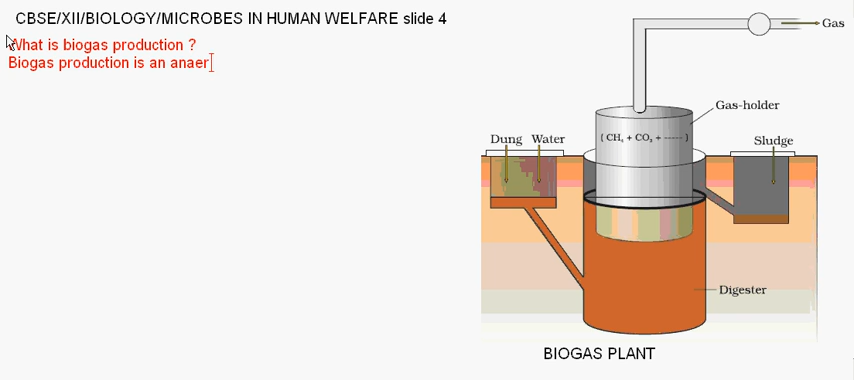 CBSE/XII/BIOLOGY/MICROBES IN HUMAN WELFARE slide 4
What is biogas production ?
Biogas production is an anaer
Gas
Gas-holder
( CH₄ + CO₂ + ----- )
Dung Water
Sludge
Digester
BIOGAS PLANT